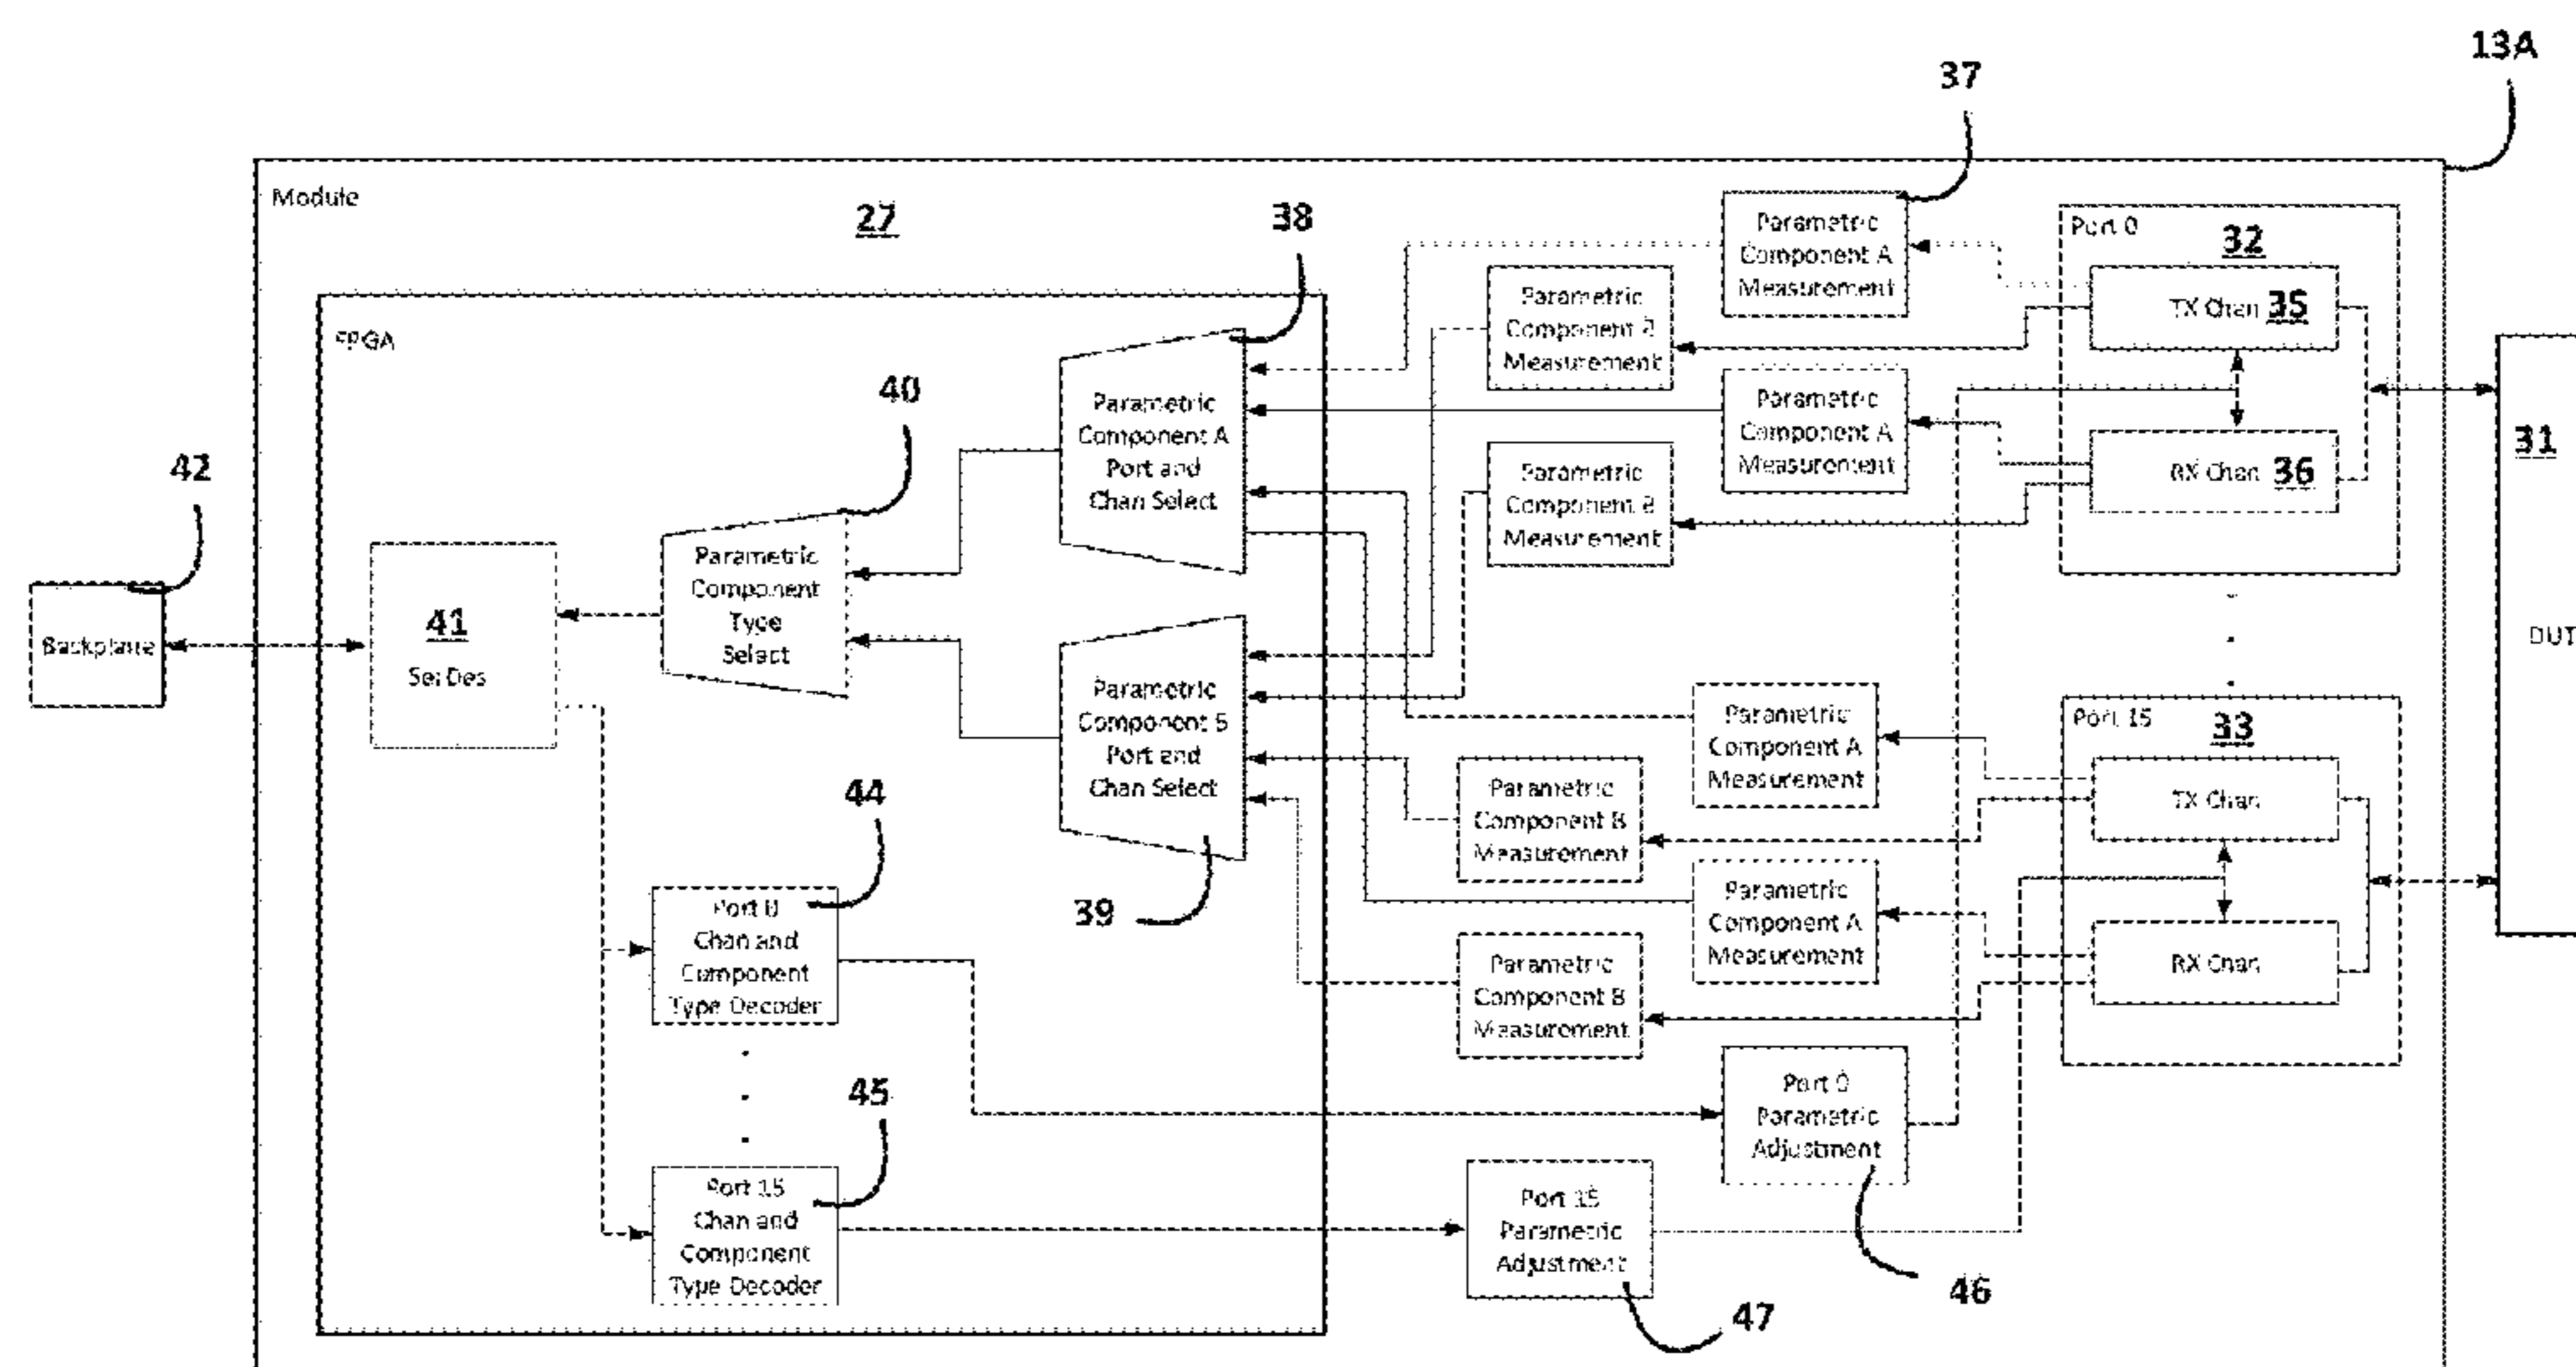 13A
37
Module
27
38
Parametric
Component A
Measurement
Port 0
32
TX Chan 35
Parametric
Component B
Measurement
FPGA
40
Parametric
Component A
Port and
Chan Select
Parametric
Component A
Measurement
RX Chan 36
31
42
Parametric
Component B
Measurement
Parametric
Component
Type
Select
Backplane
41
SerDes
DUT
Parametric
Component B
Port and
Chan Select
39
Parametric
Component A
Measurement
Port 15
33
TX Chan
Parametric
Component B
Measurement
44
Port 0
Chan and
Component
Type Decoder
Parametric
Component A
Measurement
RX Chan
Parametric
Component B
Measurement
45
Port 15
Chan and
Component
Type Decoder
Port 0
Parametric
Adjustment
46
Port 15
Parametric
Adjustment
47